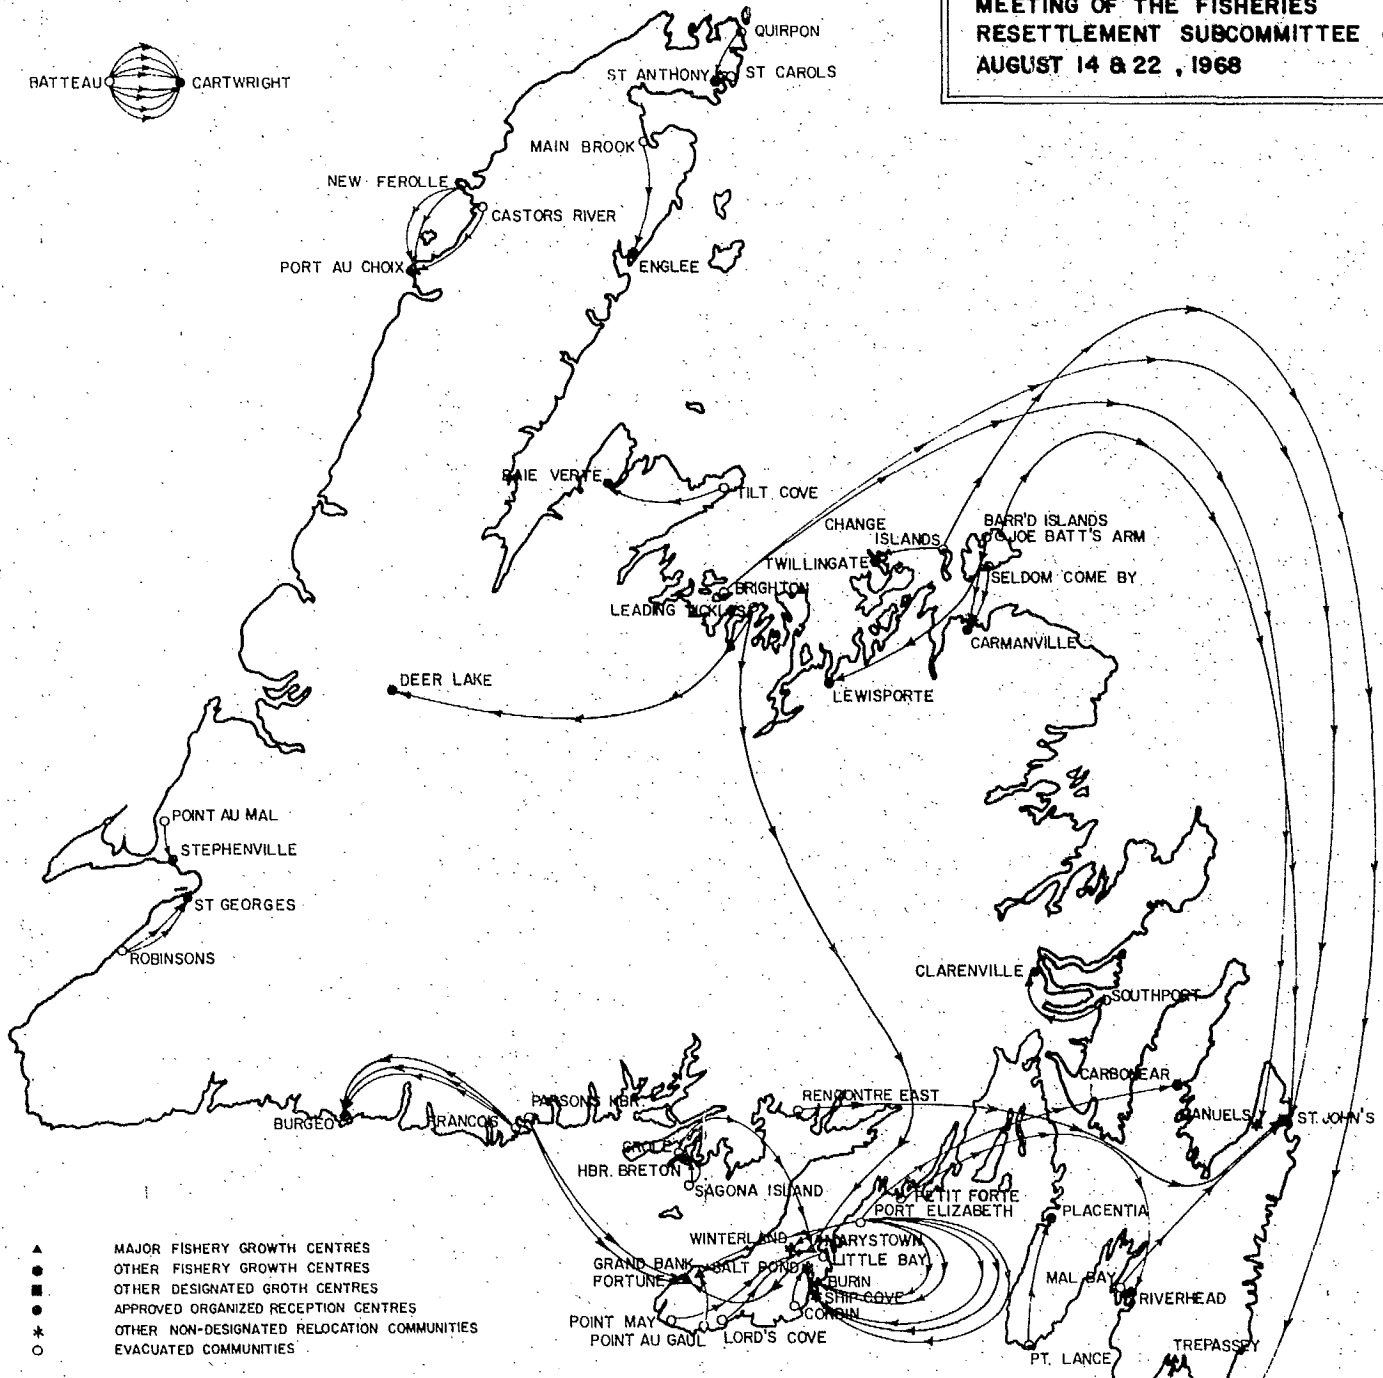 MEETING OF THE FISHERIES
RESETTLEMENT SUBCOMMITTEE
AUGUST 14 & 22 , 1968
QUIRPON
ST ANTHONY
ST CAROLS
BATTEAU
CARTWRIGHT
MAIN BROOK
NEW FEROLLE
CASTORS RIVER
PORT AU CHOIX
ENGLEE
BAIE VERTE
TILT COVE
CHANGE
ISLANDS
BARR'D ISLANDS
JOE BATT'S ARM
TWILLINGATE
SELDOM COME BY
BRIGHTON
LEADING TICKLES
CARMANVILLE
DEER LAKE
LEWISPORTE
POINT AU MAL
STEPHENVILLE
ST GEORGES
ROBINSONS
CLARENVILLE
SOUTHPORT
CARBONEAR
PARSONS HBR.
RENCONTRE EAST
BURGEO
FRANCOIS
MANUELS
ST. JOHN'S
GROLE
HBR. BRETON
SAGONA ISLAND
PETIT FORTE
PORT ELIZABETH
PLACENTIA
WINTERLAND
MARYSTOWN
LITTLE BAY
GRAND BANK
SALT POND
FORTUNE
BURIN
SHIP COVE
MAL BAY
RIVERHEAD
CORBIN
POINT MAY
POINT AU GAUL
LORD'S COVE
PT. LANCE
TREPASSEY
MAJOR FISHERY GROWTH CENTRES
OTHER FISHERY GROWTH CENTRES
OTHER DESIGNATED GROTH CENTRES
APPROVED ORGANIZED RECEPTION CENTRES
OTHER NON-DESIGNATED RELOCATION COMMUNITIES
EVACUATED COMMUNITIES